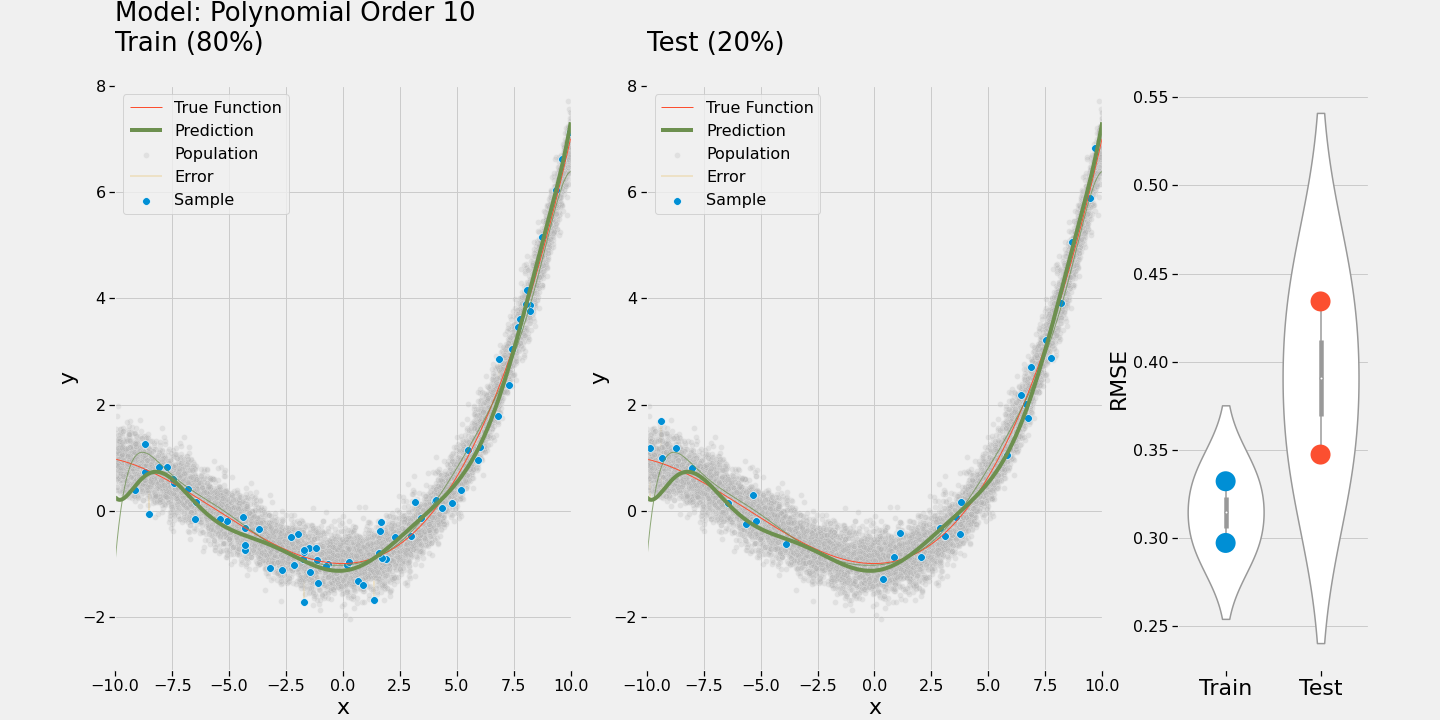 Model: Polynomial Order 10
Train (80%)
8
6
4
2
0
−2
y
True Function
Prediction
Population
Error
Sample
−10.0 −7.5 −5.0 −2.5 0.0 2.5 5.0 7.5 10.0
x
Test (20%)
8
6
4
2
0
−2
y
True Function
Prediction
Population
Error
Sample
−10.0 −7.5 −5.0 −2.5 0.0 2.5 5.0 7.5 10.0
x
0.55
0.50
0.45
0.40
0.35
0.30
0.25
RMSE
Train Test